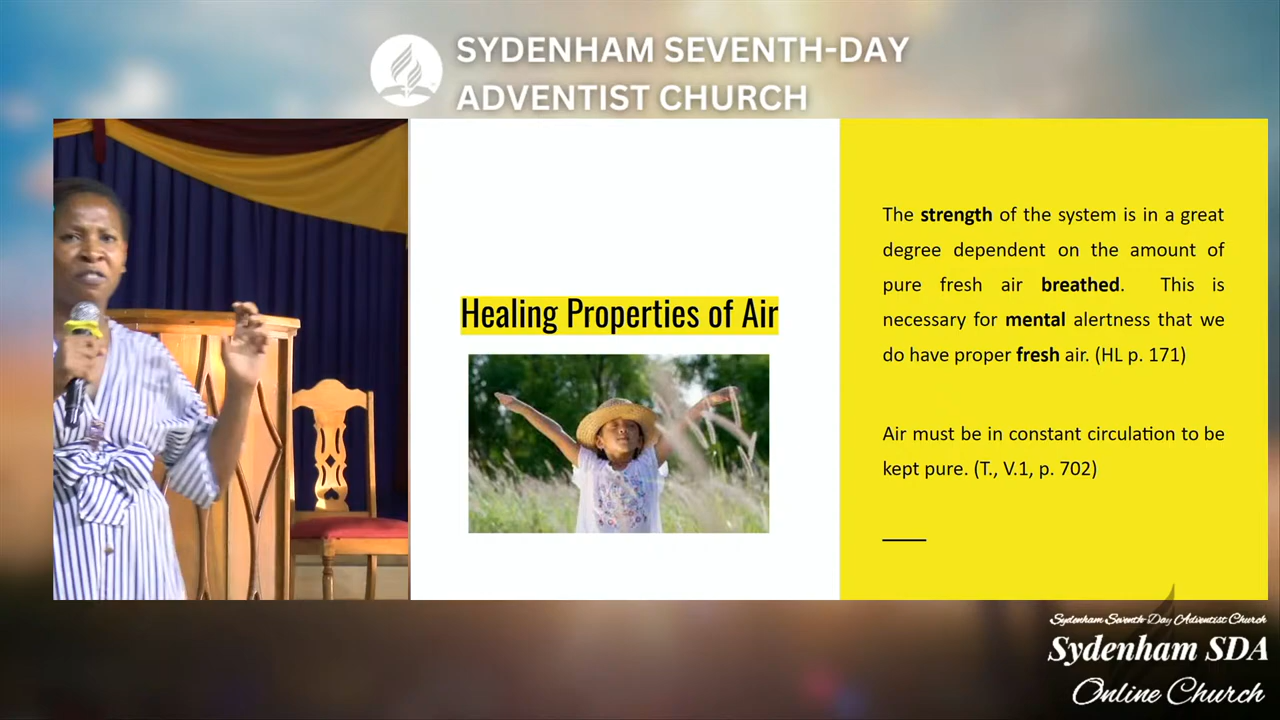 SYDENHAM SEVENTH-DAY
ADVENTIST CHURCH
Healing Properties of Air
The strength of the system is in a great
degree dependent on the amount of
pure fresh air breathed. This is
necessary for mental alertness that we
do have proper fresh air. (HL p. 171)
Air must be in constant circulation to be
kept pure. (T., V.1, p. 702)
Sydenham Seventh-Day Adventist Church
Sydenham SDA
Online Church